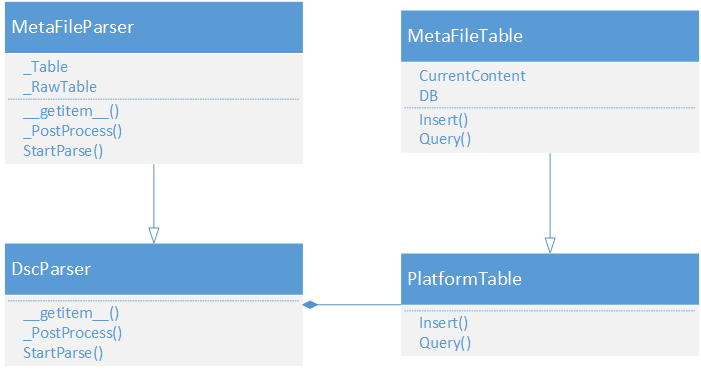 MetaFileParser
_Table
_RawTable
__getitem__()
_PostProcess()
StartParse()
MetaFileTable
CurrentContent
DB
Insert()
Query()
DscParser
__getitem__()
_PostProcess()
StartParse()
PlatformTable
Insert()
Query()